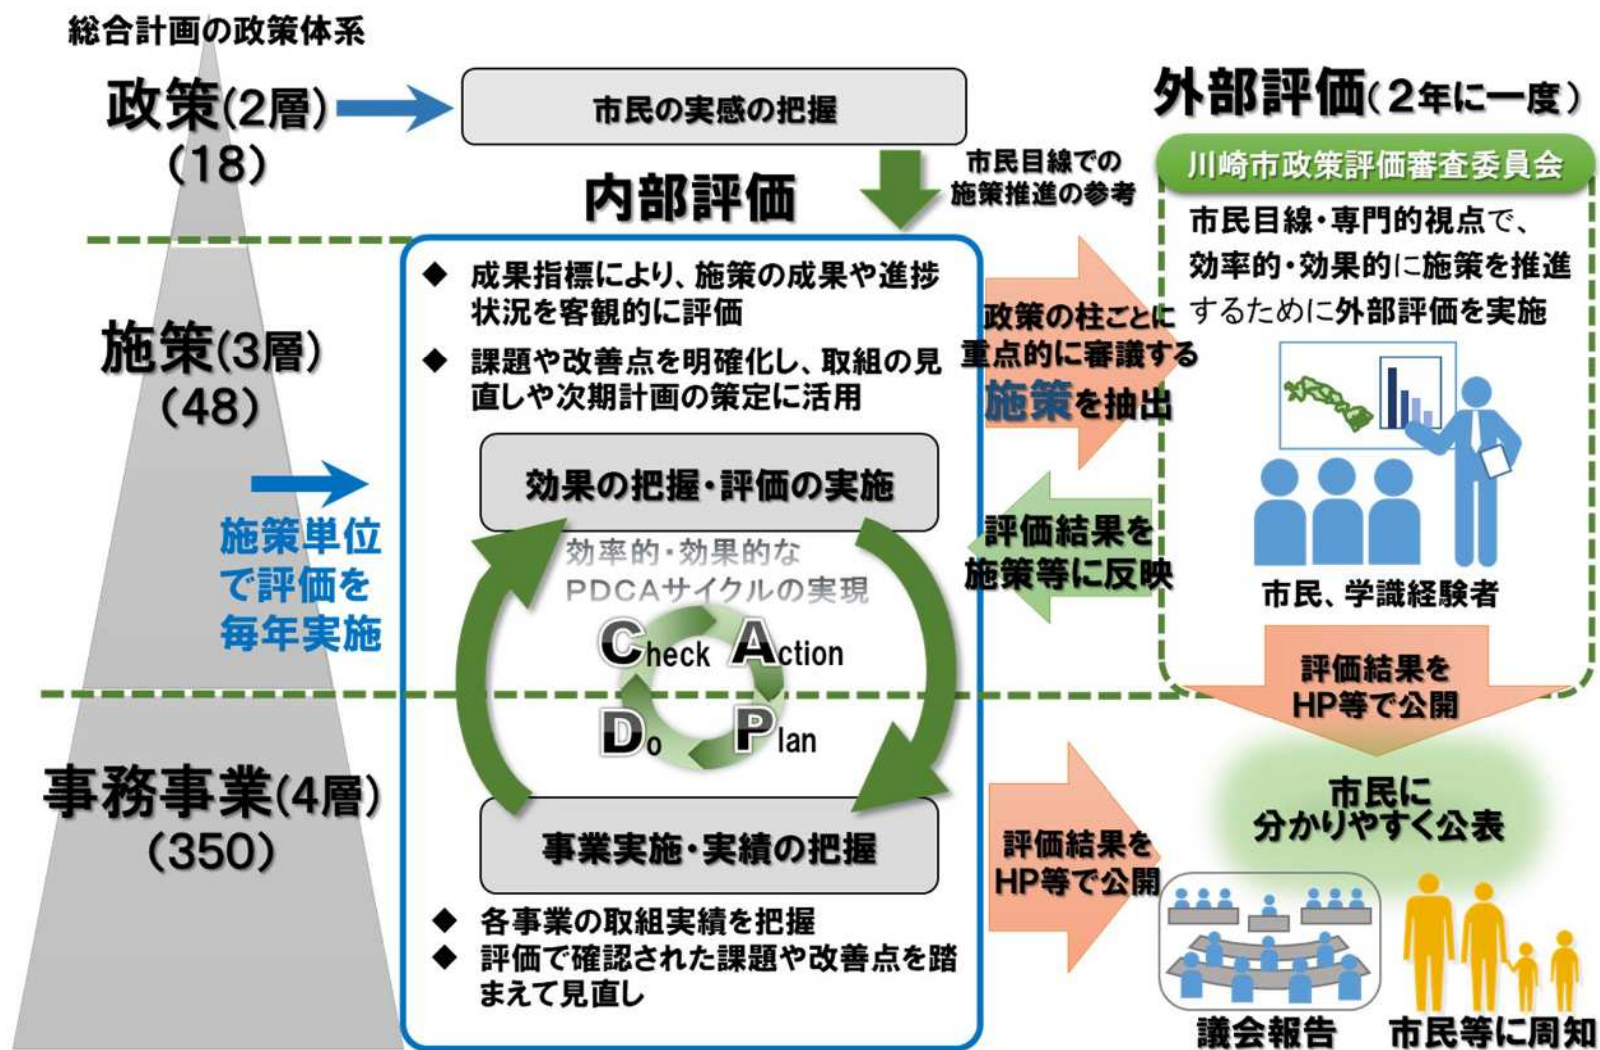 総合計画の政策体系
政策(2層)
(18)
市民の実感の把握
市民目線での
施策推進の参考
内部評価
施策(3層)
(48)
施策単位
で評価を
毎年実施
◆ 成果指標により、施策の成果や進捗
状況を客観的に評価
◆ 課題や改善点を明確化し、取組の見
直しや次期計画の策定に活用
効果の把握・評価の実施
効率的・効果的な
PDCAサイクルの実現
Check Action
Do Plan
事業実施・実績の把握
◆ 各事業の取組実績を把握
◆ 評価で確認された課題や改善点を踏
まえて見直し
事務事業(4層)
(350)
政策の柱ごとに
重点的に審議する
施策を抽出
評価結果を
施策等に反映
評価結果を
HP等で公開
外部評価(2年に一度)
川崎市政策評価審査委員会
市民目線・専門的視点で、
効率的・効果的に施策を推進
するために外部評価を実施
市民、学識経験者
評価結果を
HP等で公開
市民に
分かりやすく公表
議会報告
市民等に周知